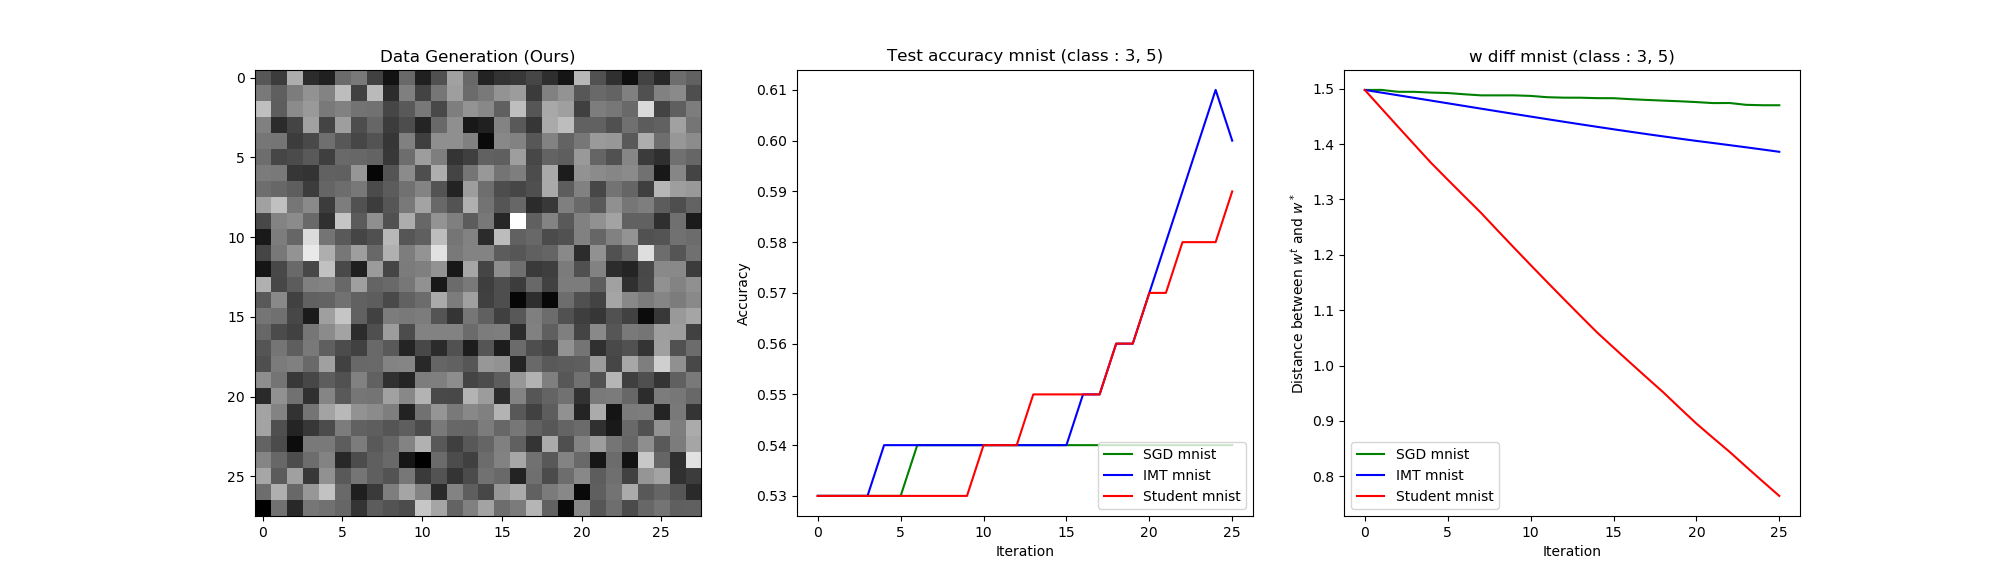 Data Generation (Ours)
0
5
10
15
20
25
0 5 10 15 20 25
Test accuracy mnist (class : 3, 5)
Accuracy
0.61
0.60
0.59
0.58
0.57
0.56
0.55
0.54
0.53
SGD mnist
IMT mnist
Student mnist
0 5 10 15 20 25
Iteration
w diff mnist (class : 3, 5)
Distance between w^t and w^*
1.5
1.4
1.3
1.2
1.1
1.0
0.9
0.8
SGD mnist
IMT mnist
Student mnist
0 5 10 15 20 25
Iteration